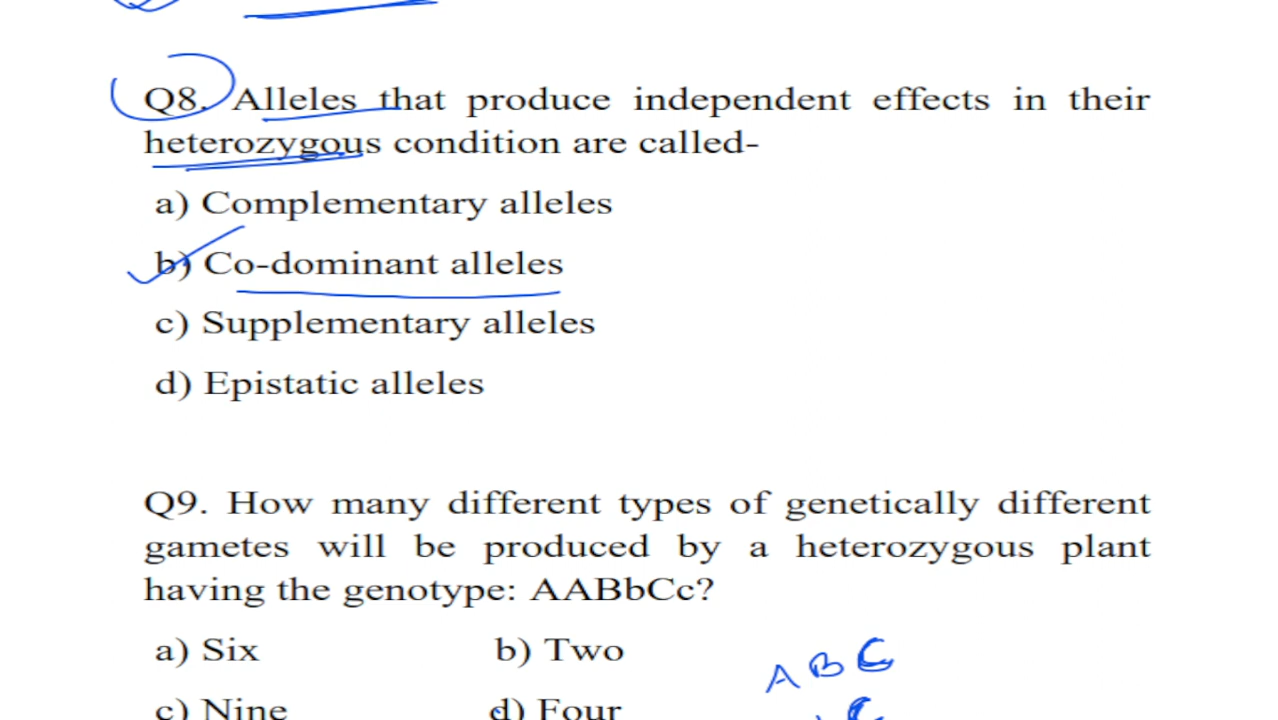 Q8. Alleles that produce independent effects in their
heterozygous condition are called-
a) Complementary alleles
b) Co-dominant alleles
c) Supplementary alleles
d) Epistatic alleles
Q9. How many different types of genetically different
gametes will be produced by a heterozygous plant
having the genotype: AABbCc?
a) Six b) Two
A B C
c) Nine d) Four